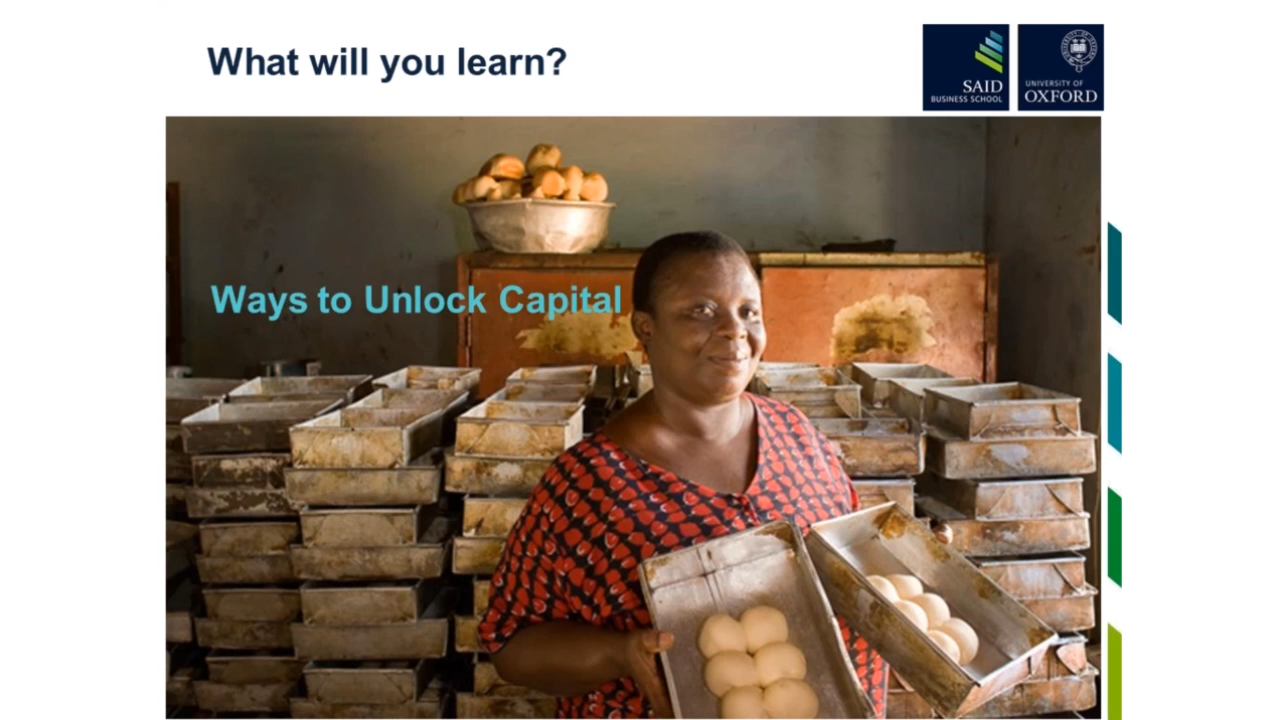 What will you learn?
SAID
BUSINESS SCHOOL
UNIVERSITY OF
OXFORD
Ways to Unlock Capital